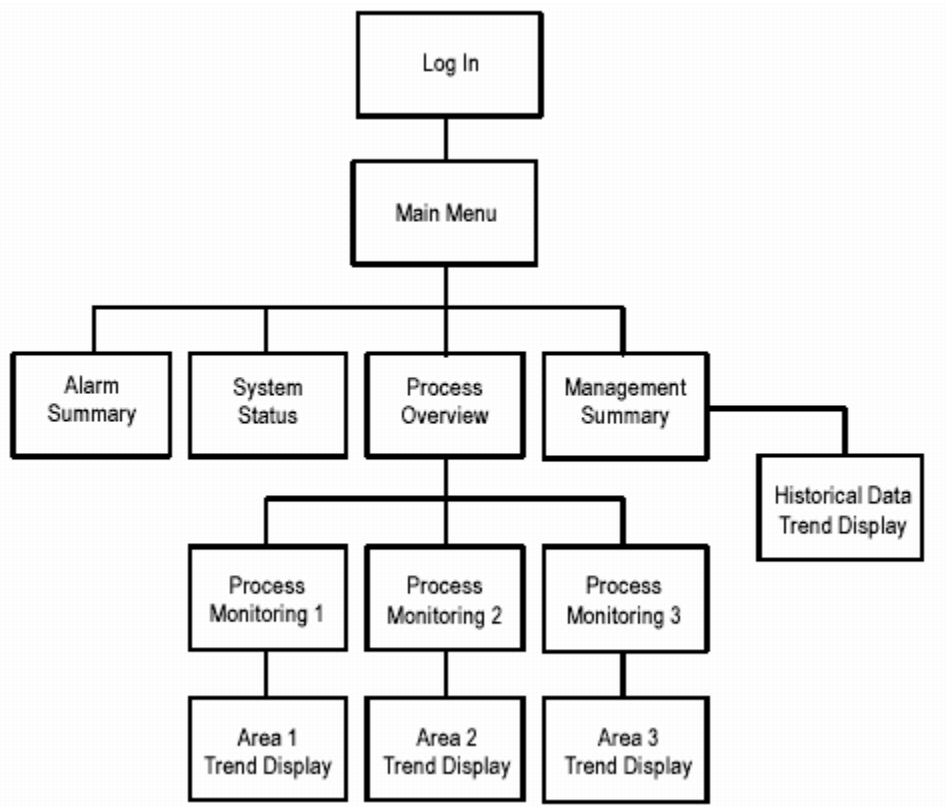 Log In
Main Menu
Alarm
Summary
System
Status
Process
Overview
Management
Summary
Historical Data
Trend Display
Process
Monitoring 1
Process
Monitoring 2
Process
Monitoring 3
Area 1
Trend Display
Area 2
Trend Display
Area 3
Trend Display